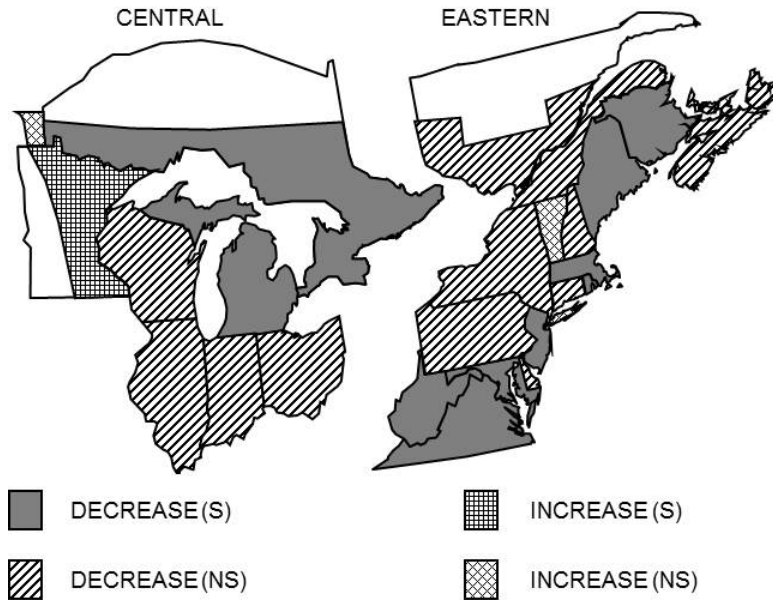 CENTRAL
EASTERN
DECREASE (S)
INCREASE (S)
DECREASE (NS)
INCREASE (NS)